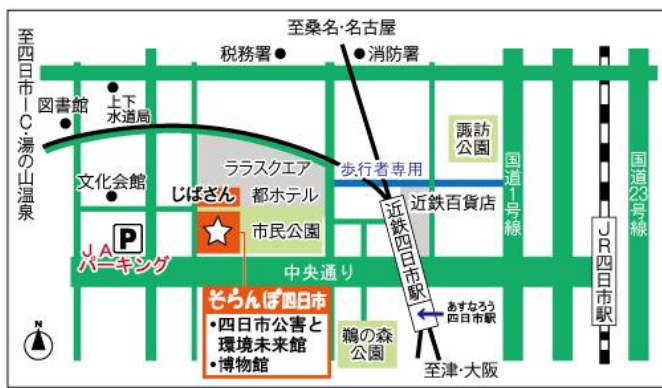 至桑名・名古屋
税務署
消防署
至四日市IC・湯の山温泉
図書館
上下
水道局
諏訪
公園
ララスクエア
歩行者専用
国道1号線
国道23号線
文化会館
じばさん
都ホテル
近鉄百貨店
市民公園
近鉄四日市駅
JR四日市駅
P
JA
パーキング
中央通り
そらんぽ四日市
・四日市公害と
環境未来館
・博物館
あすなろう
四日市駅
鵜の森
公園
至津・大阪
N